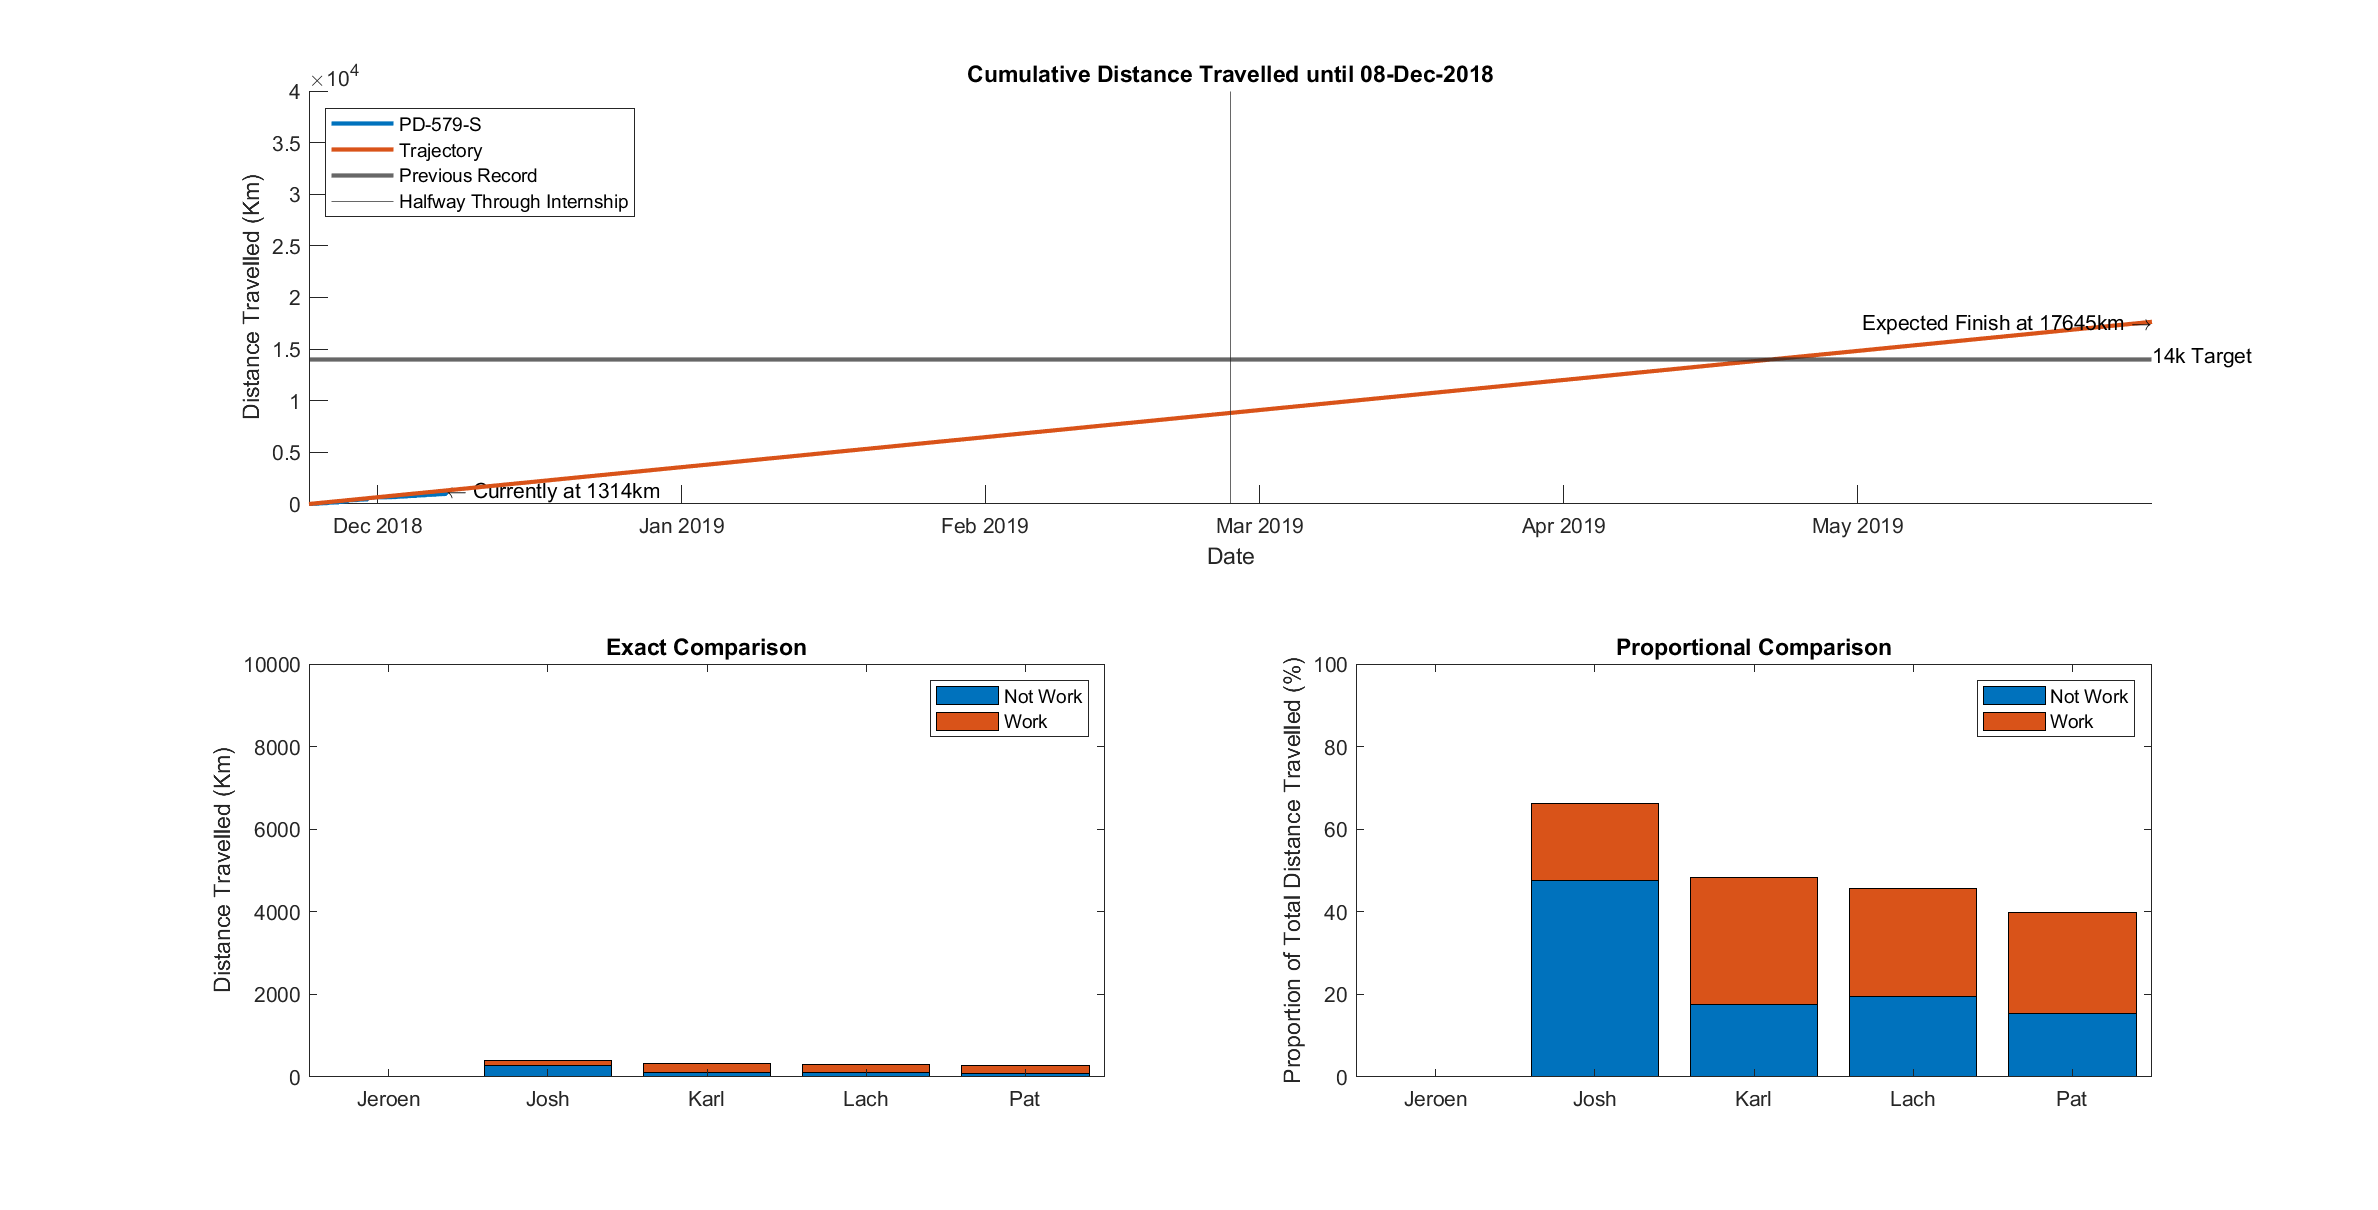 Cumulative Distance Travelled until 08-Dec-2018
×10^4
4
3.5
3
2.5
2
1.5
1
0.5
0
Distance Travelled (Km)
PD-579-S
Trajectory
Previous Record
Halfway Through Internship
Expected Finish at 17645km
14k Target
Currently at 1314km
Dec 2018
Jan 2019
Feb 2019
Mar 2019
Apr 2019
May 2019
Date
Exact Comparison
10000
8000
6000
4000
2000
0
Distance Travelled (Km)
Not Work
Work
Jeroen
Josh
Karl
Lach
Pat
Proportional Comparison
100
80
60
40
20
0
Proportion of Total Distance Travelled (%)
Not Work
Work
Jeroen
Josh
Karl
Lach
Pat